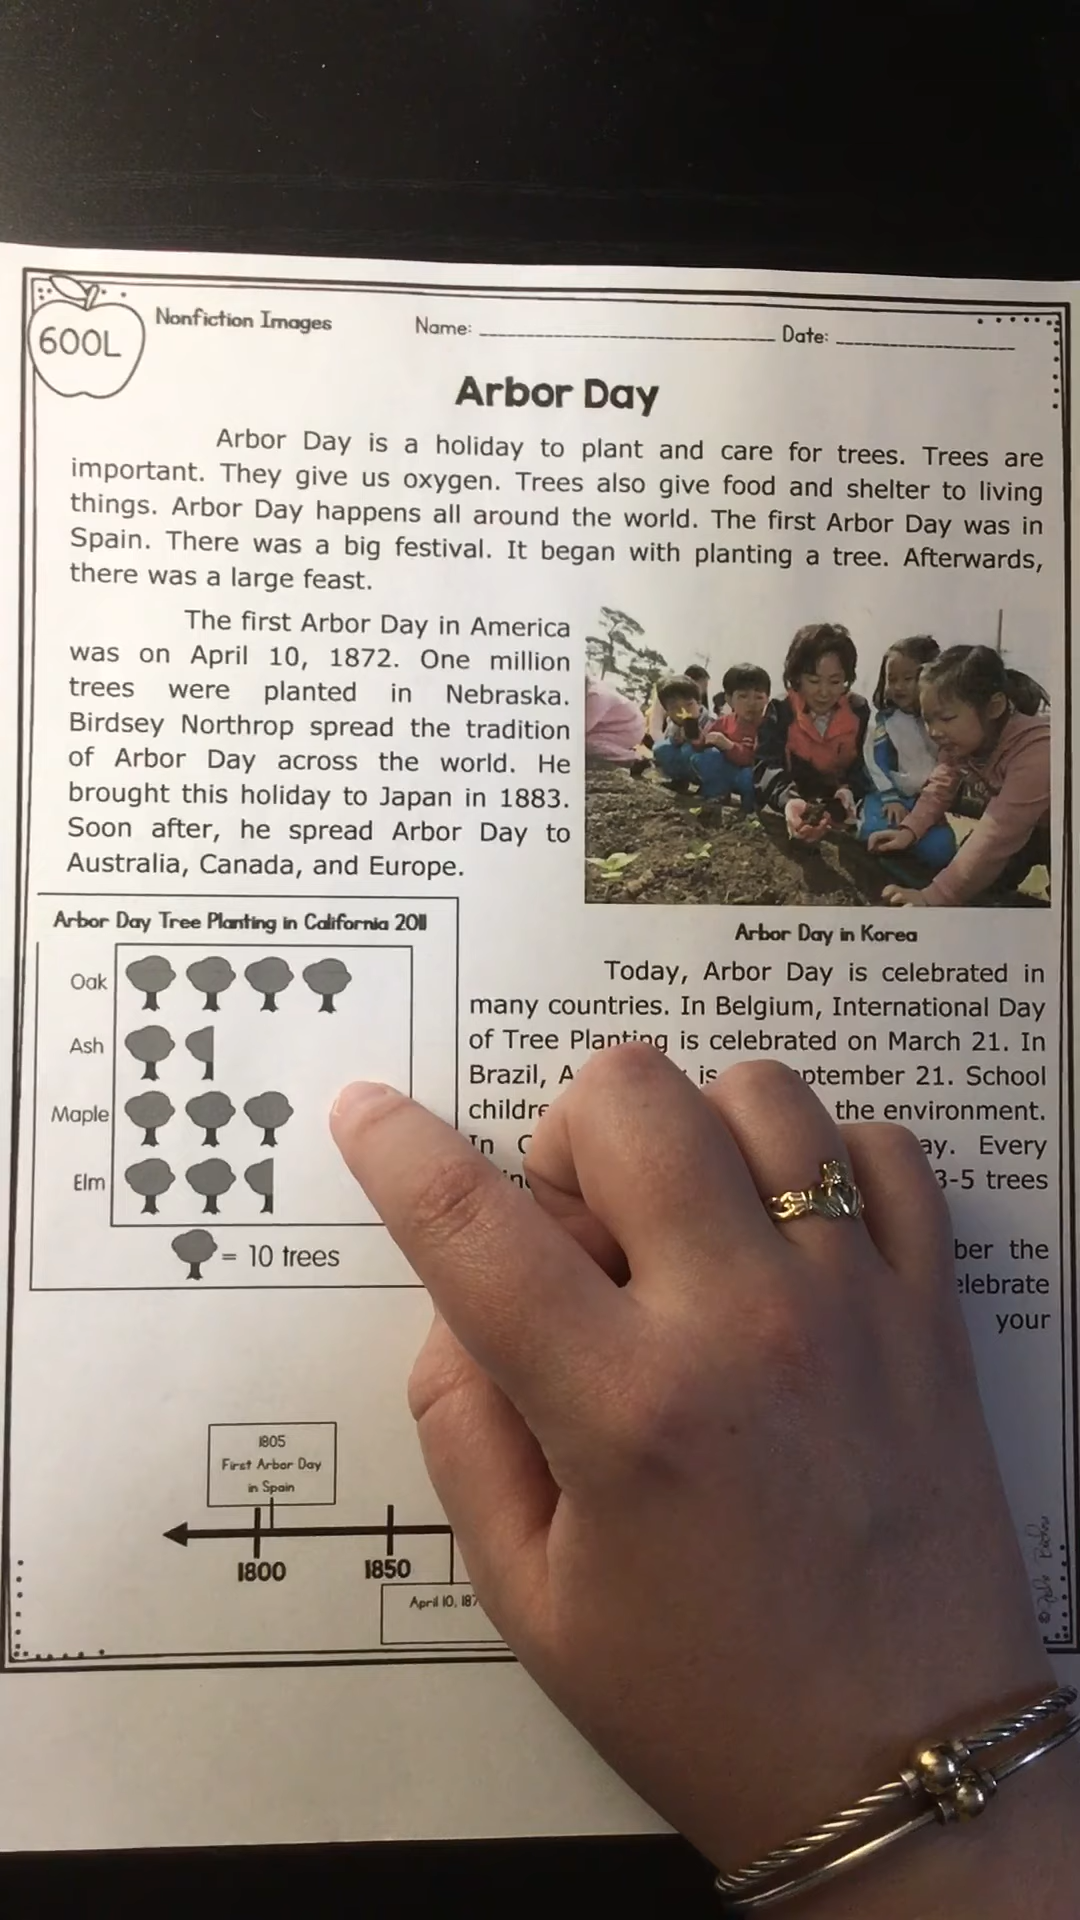 600L
Nonfiction Images
Name:
Date:
Arbor Day
Arbor Day is a holiday to plant and care for trees. Trees are
important. They give us oxygen. Trees also give food and shelter to living
things. Arbor Day happens all around the world. The first Arbor Day was in
Spain. There was a big festival. It began with planting a tree. Afterwards,
there was a large feast.
The first Arbor Day in America
was on April 10, 1872. One million
trees were planted in Nebraska.
Birdsey Northrop spread the tradition
of Arbor Day across the world. He
brought this holiday to Japan in 1883.
Soon after, he spread Arbor Day to
Australia, Canada, and Europe.
Arbor Day in Korea
Arbor Day Tree Planting in California 2011
Oak
Ash
Maple
Elm
= 10 trees
Today, Arbor Day is celebrated in
many countries. In Belgium, International Day
of Tree Planting is celebrated on March 21. In
Brazil, is 21. School
the environment.
In Every
3-5 trees
the
your
1805
First Arbor Day
in Spain
1800
1850
April 10,
©